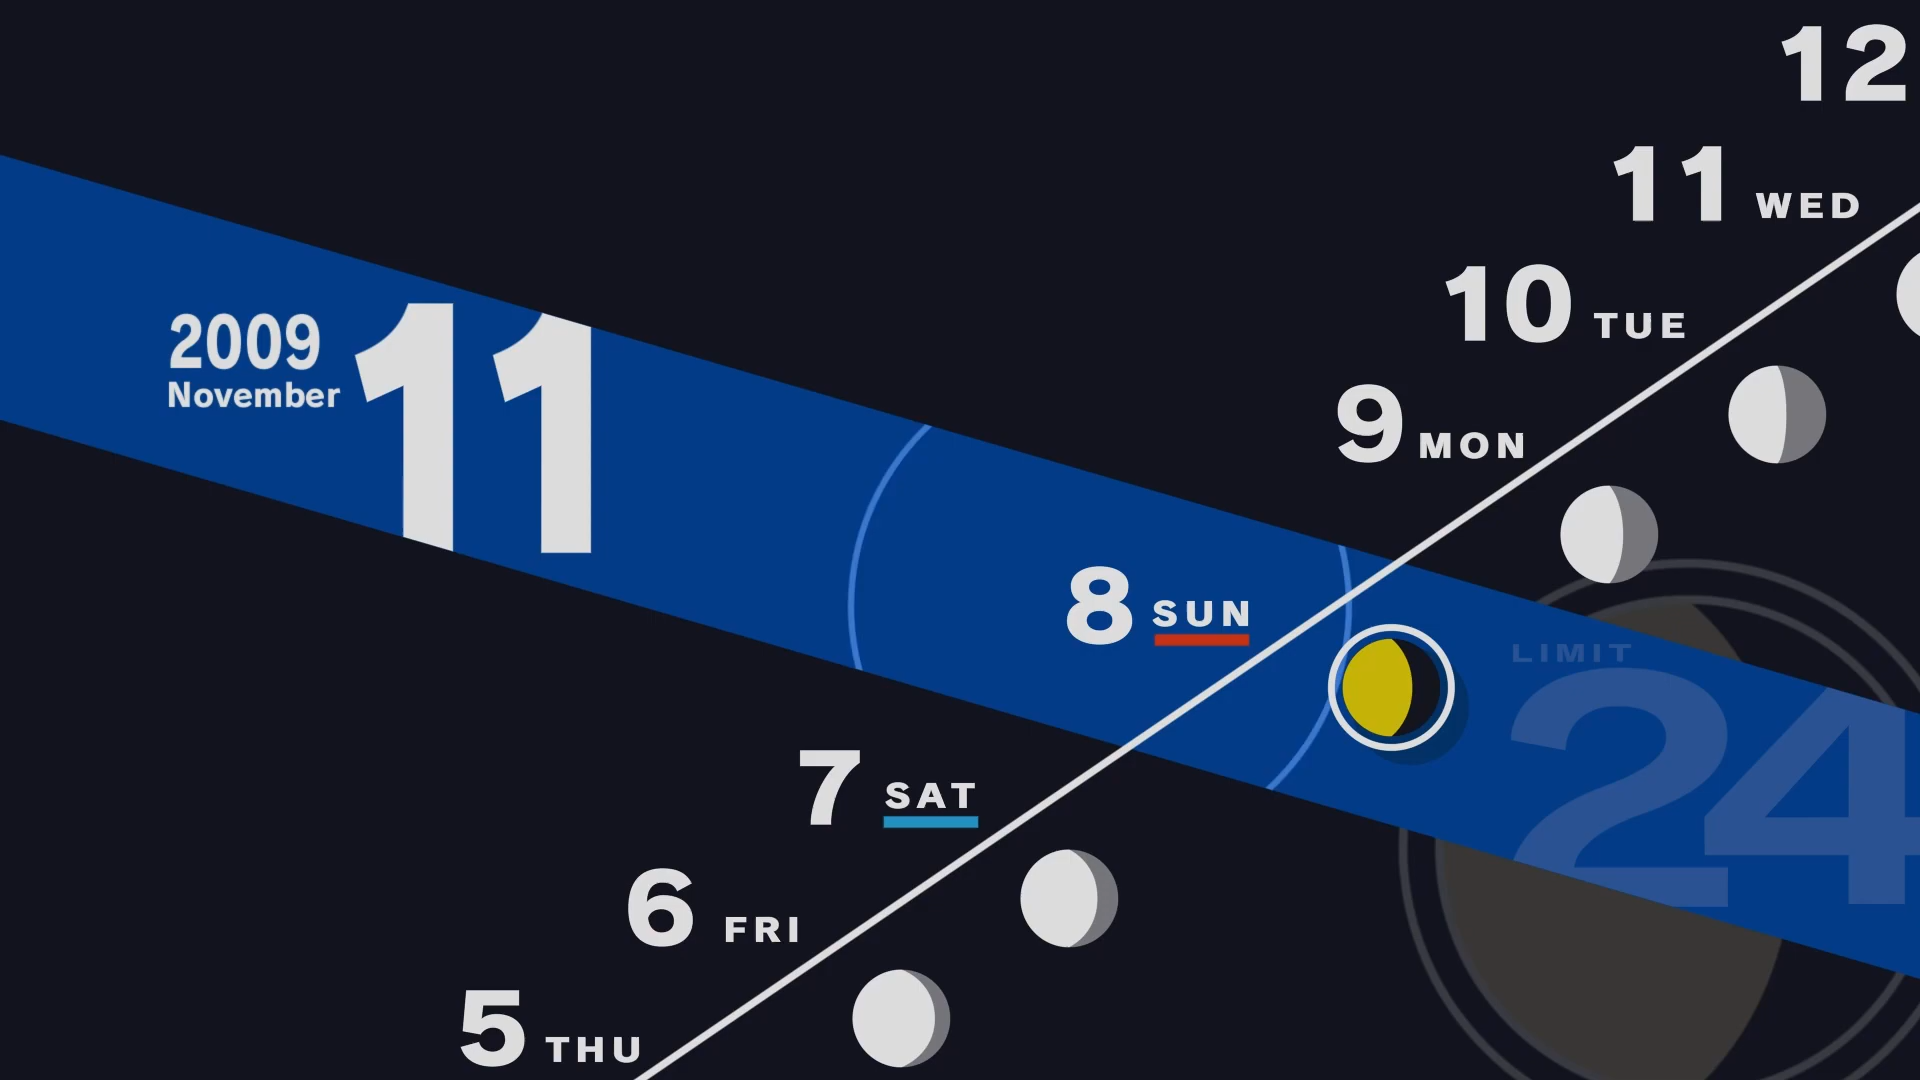 12
11 WED
10 TUE
2009
November
11
9 MON
8 SUN
LIMIT
24
7 SAT
6 FRI
5 THU